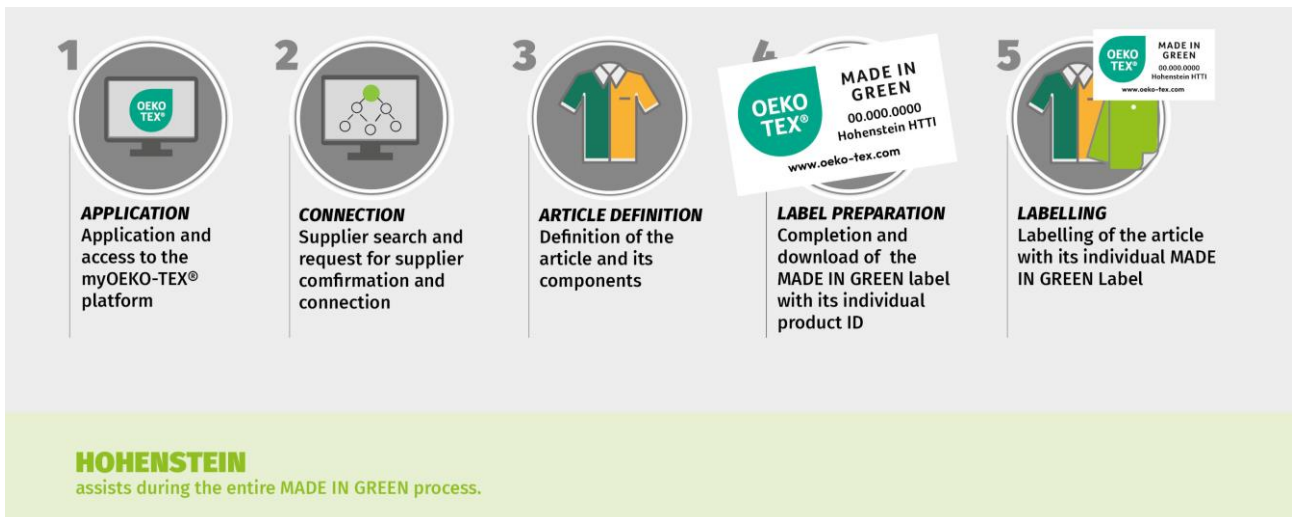 1
OEKO
TEX®
APPLICATION
Application and
access to the
myOEKO-TEX®
platform
2
CONNECTION
Supplier search and
request for supplier
comfirmation and
connection
3
ARTICLE DEFINITION
Definition of the
article and its
components
4
OEKO
TEX®
MADE IN
GREEN
00.000.0000
Hohenstein HTTI
www.oeko-tex.com
LABEL PREPARATION
Completion and
download of the
MADE IN GREEN label
with its individual
product ID
5
OEKO
TEX®
MADE IN
GREEN
00.000.0000
Hohenstein HTTI
www.oeko-tex.com
LABELLING
Labelling of the article
with its individual MADE
IN GREEN Label
HOHENSTEIN
assists during the entire MADE IN GREEN process.